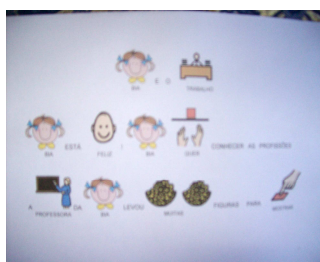 BIA E O TRABALHO
BIA ESTÁ FELIZ ! BIA QUER CONHECER AS PROFISSÕES
A PROFESSORA DA BIA LEVOU MUITAS FIGURAS PARA MOSTRAR